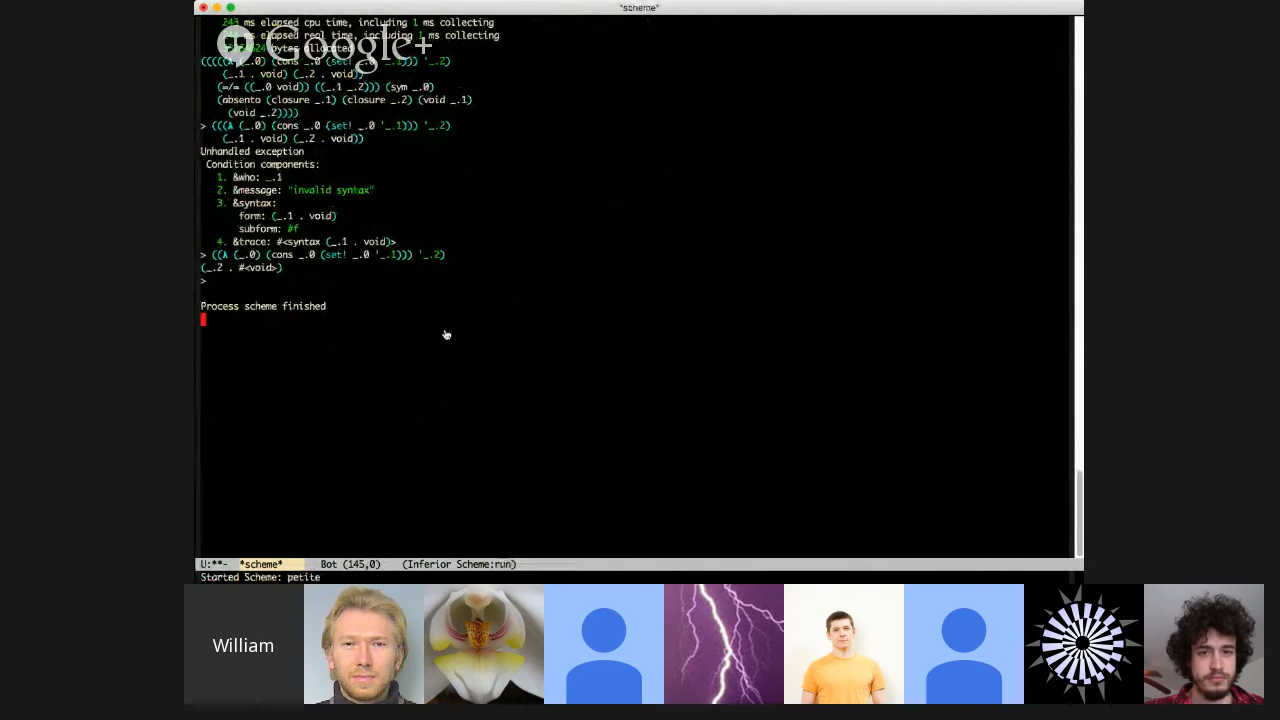 *scheme*
243 ms elapsed cpu time, including 1 ms collecting
ms elapsed real time, including 1 ms collecting
bytes allocated
Google+
(((((λ (_.0) (cons _.0 (set! _.0 '_.1))) '_.2)
(_.1 . void) (_.2 . void))
(=/= ((_.0 void)) ((_.1 _.2))) (sym _.0)
(absento (closure _.1) (closure _.2) (void _.1)
(void _.2))))
> (((λ (_.0) (cons _.0 (set! _.0 '_.1))) '_.2)
(_.1 . void) (_.2 . void))
Unhandled exception
Condition components:
1. &who: _.1
2. &message: "invalid syntax"
3. &syntax:
form: (_.1 . void)
subform: #f
4. &trace: #<syntax (_.1 . void)>
> ((λ (_.0) (cons _.0 (set! _.0 '_.1))) '_.2)
(_.2 . #<void>)
>
Process scheme finished
U:**- *scheme* Bot (145,0) (Inferior Scheme:run)
Started Scheme: petite
William